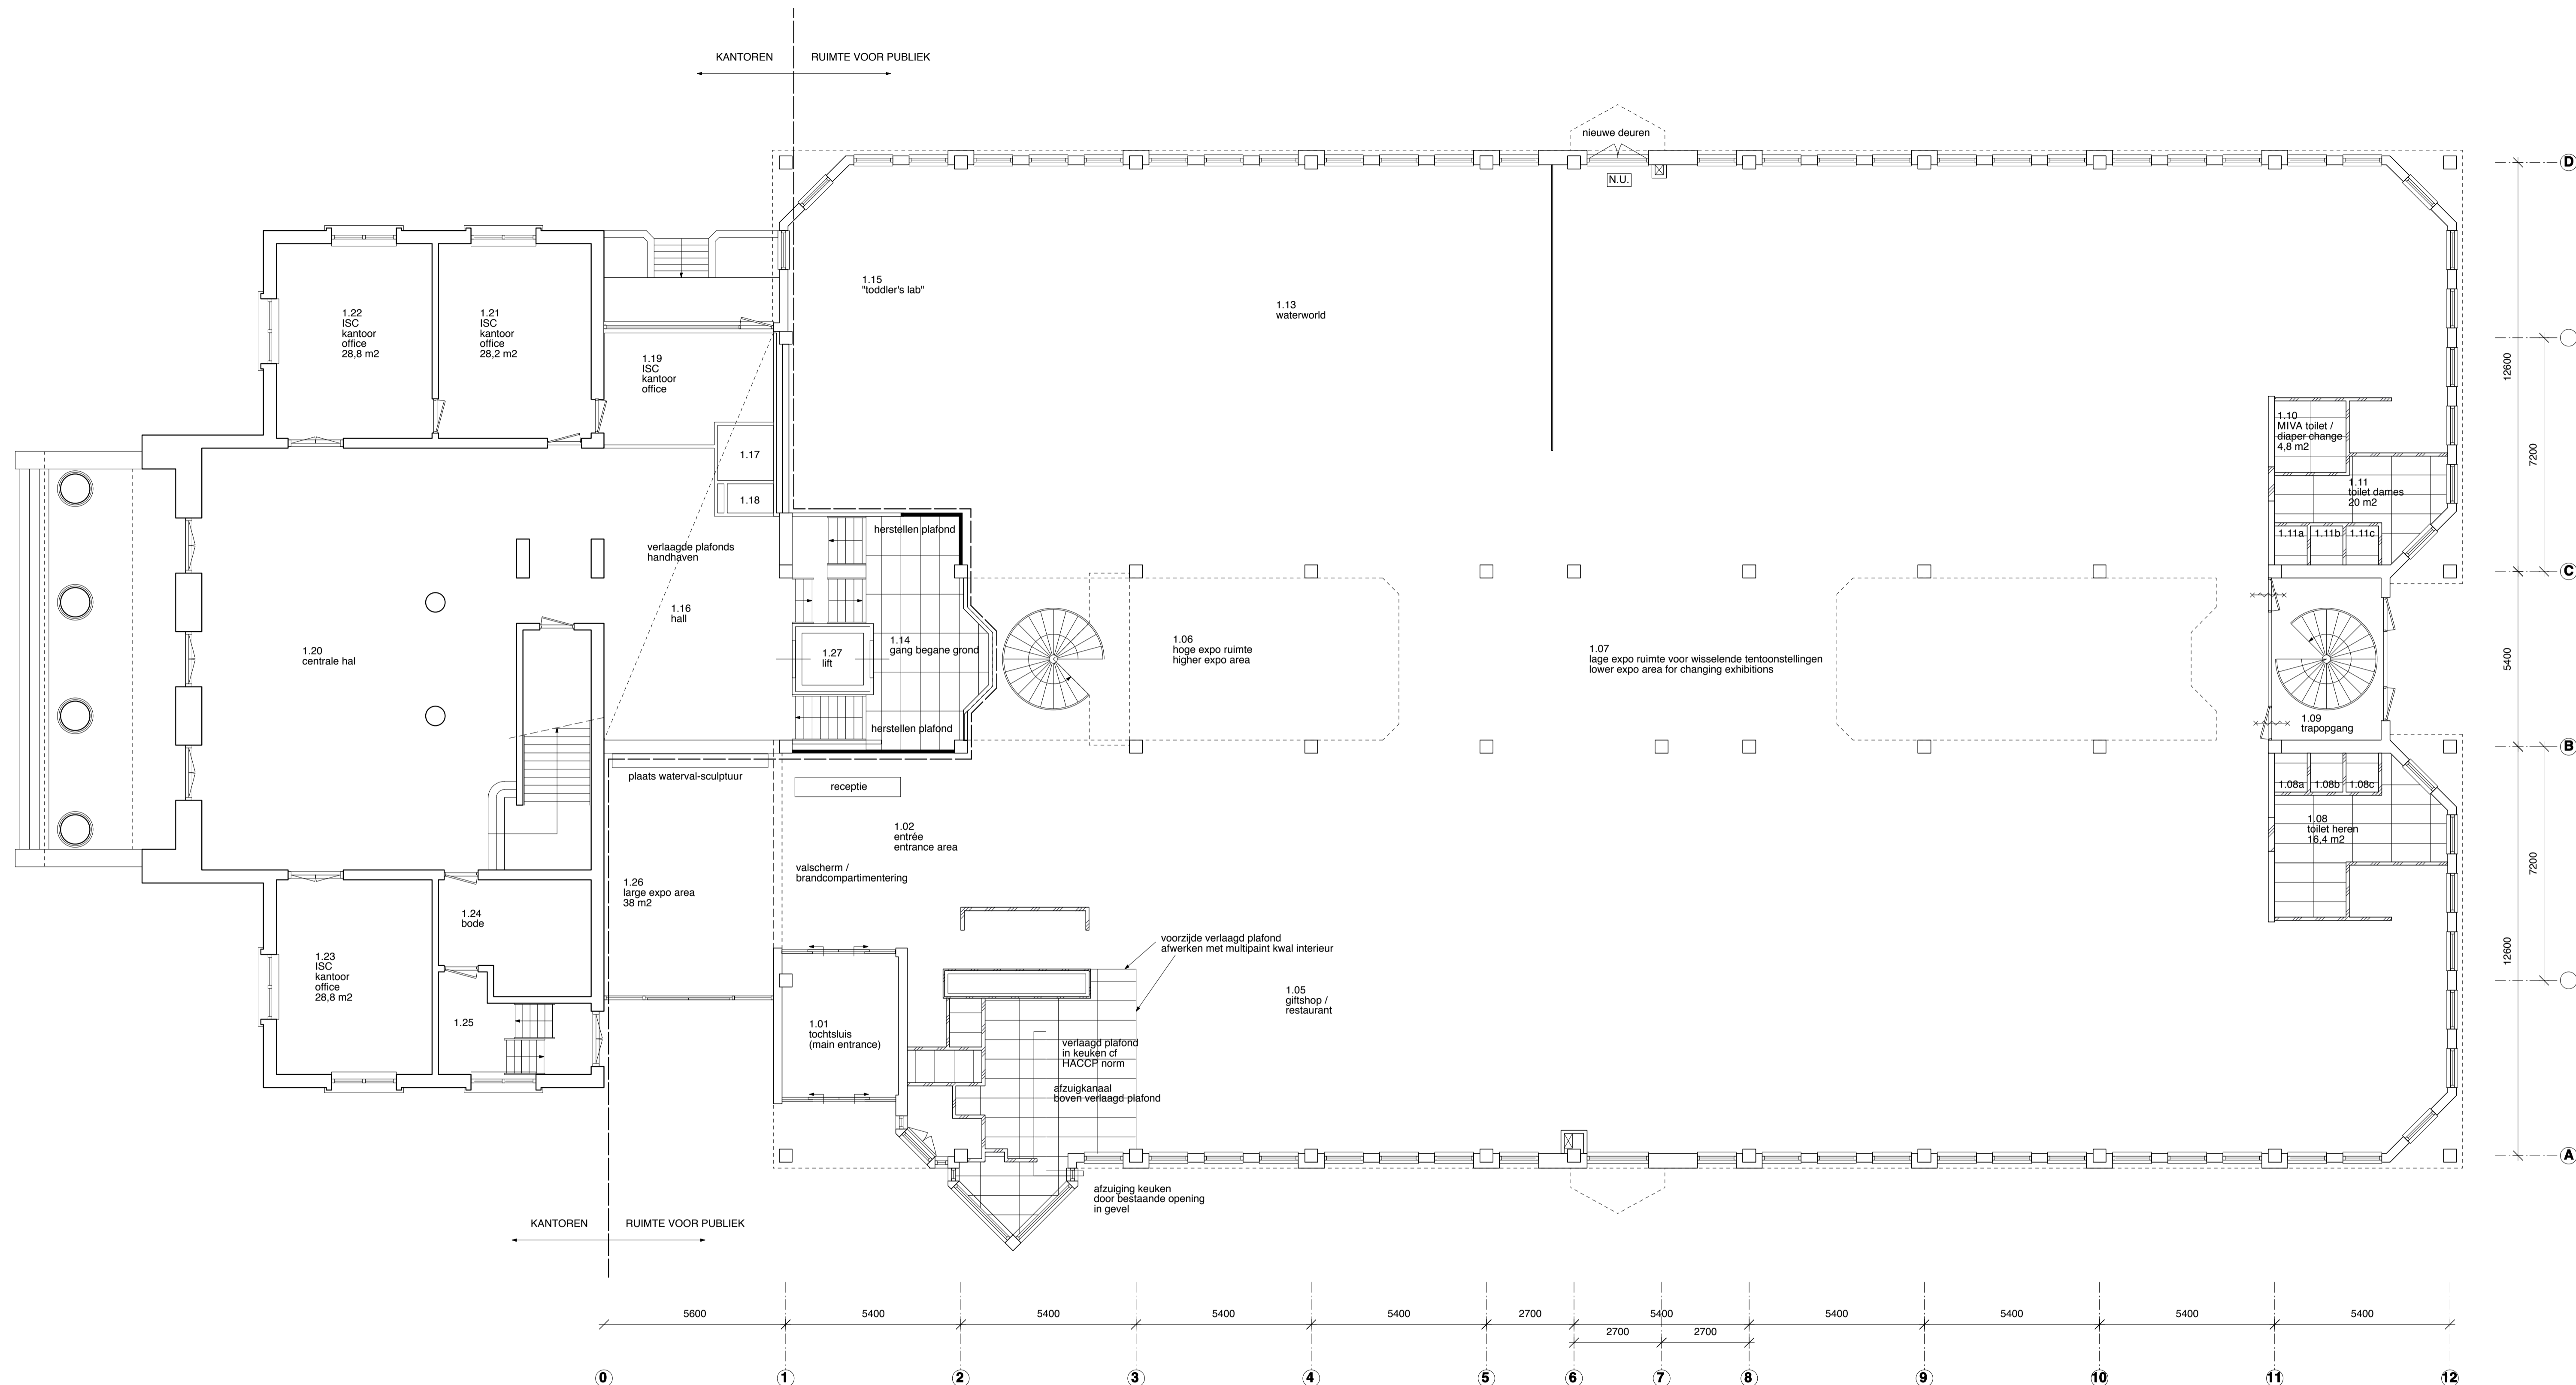 KANTOREN
RUIMTE VOOR PUBLIEK
nieuwe deuren
N.U.
D
1.15
"toddler's lab"
1.13
waterworld
1.22
ISC
kantoor
office
28,8 m2
1.21
ISC
kantoor
office
28,2 m2
1.19
ISC
kantoor
office
12600
7200
1.10
MIVA toilet /
diaper change
4,8 m2
1.17
1.18
1.11
toilet dames
20 m2
herstellen plafond
1.11a
1.11b
1.11c
verlaagde plafonds
handhaven
C
1.16
hall
1.20
centrale hal
1.27
lift
1.14
gang begane grond
1.06
hoge expo ruimte
higher expo area
1.07
lage expo ruimte voor wisselende tentoonstellingen
lower expo area for changing exhibitions
5400
1.09
trapopgang
herstellen plafond
B
plaats waterval-sculptuur
receptie
1.08a
1.08b
1.08c
1.02
entrée
entrance area
1.08
toilet heren
16,4 m2
7200
valscherm /
brandcompartimentering
1.26
large expo area
38 m2
1.24
bode
voorzijde verlaagd plafond
afwerken met multipaint kwal interieur
12600
1.23
ISC
kantoor
office
28,8 m2
1.05
giftshop /
restaurant
1.25
1.01
tochtsluis
(main entrance)
verlaagd plafond
in keuken cf
HACCP norm
afzuigkanaal
boven verlaagd plafond
A
afzuiging keuken
door bestaande opening
in gevel
KANTOREN
RUIMTE VOOR PUBLIEK
5600
5400
5400
5400
5400
2700
5400
5400
5400
5400
5400
2700
2700
0
1
2
3
4
5
6
7
8
9
10
11
12